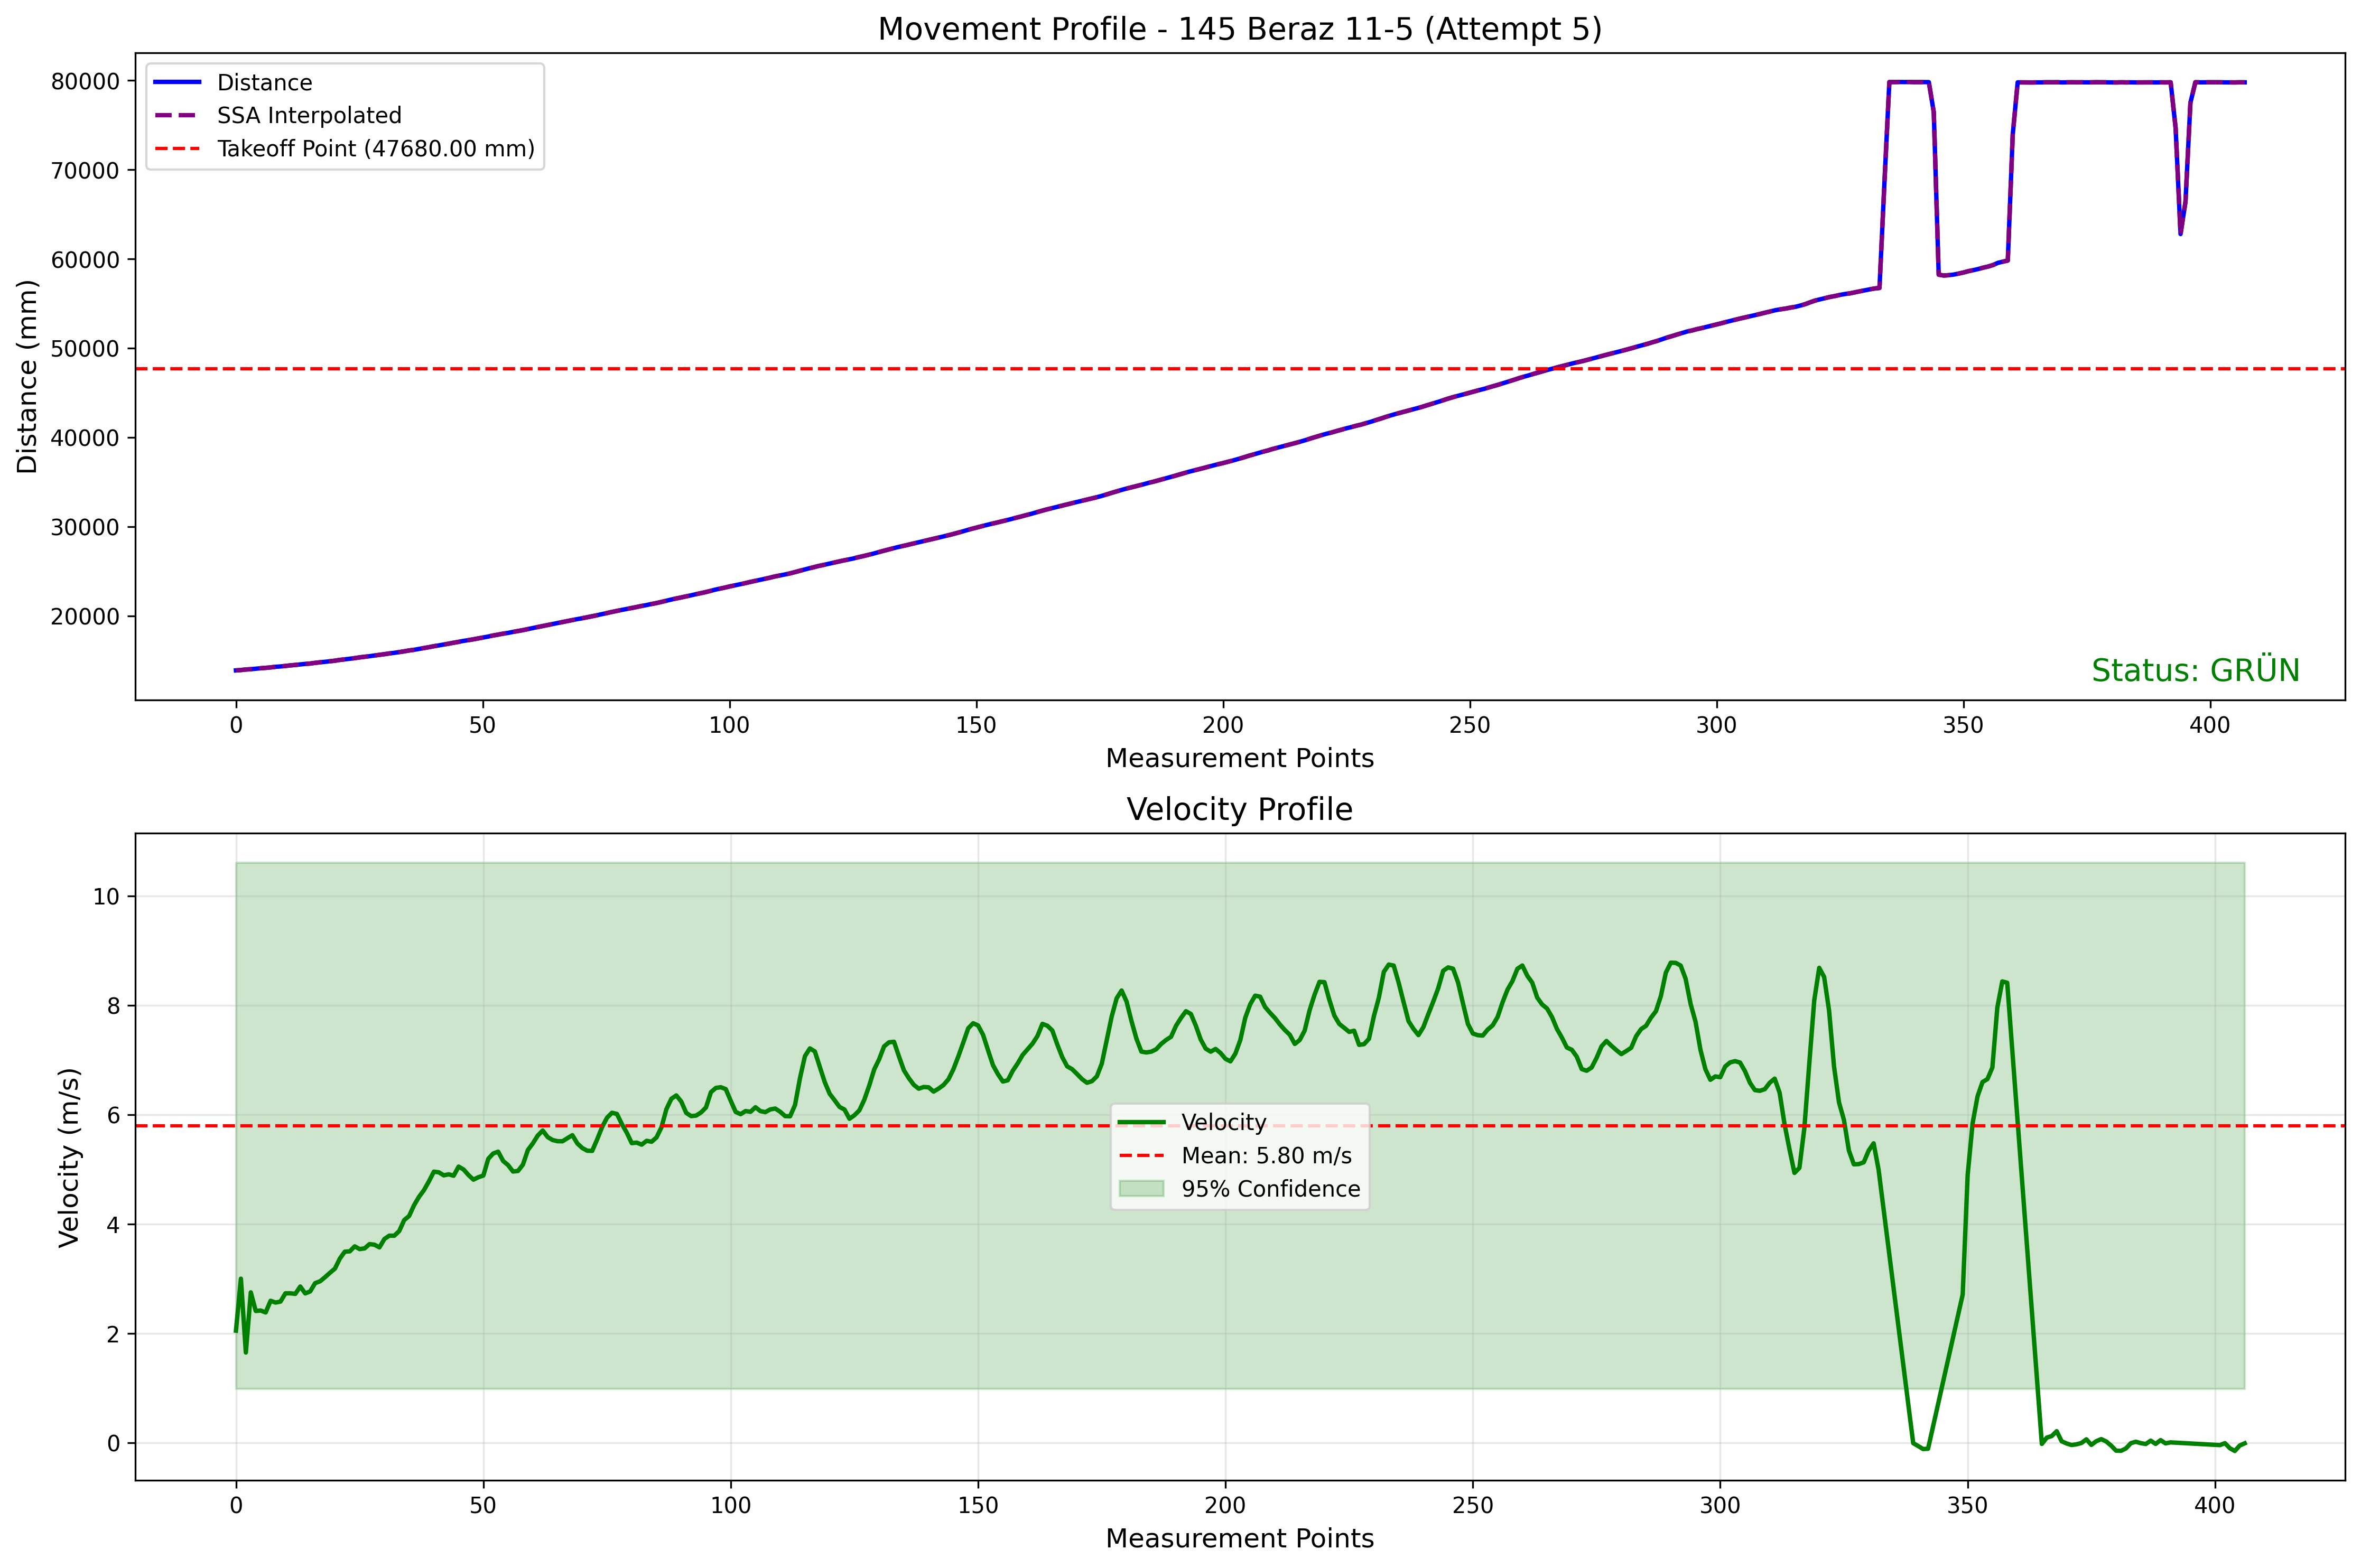 Movement Profile - 145 Beraz 11-5 (Attempt 5)
Distance
SSA Interpolated
Takeoff Point (47680.00 mm)
Distance (mm)
80000
70000
60000
50000
40000
30000
20000
Status: GRÜN
0 50 100 150 200 250 300 350 400
Measurement Points
Velocity Profile
Velocity (m/s)
10
8
6
4
2
0
Velocity
Mean: 5.80 m/s
95% Confidence
0 50 100 150 200 250 300 350 400
Measurement Points